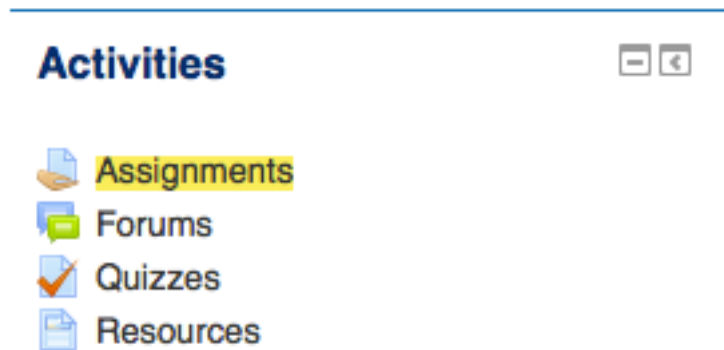 Activities
Assignments
Forums
Quizzes
Resources